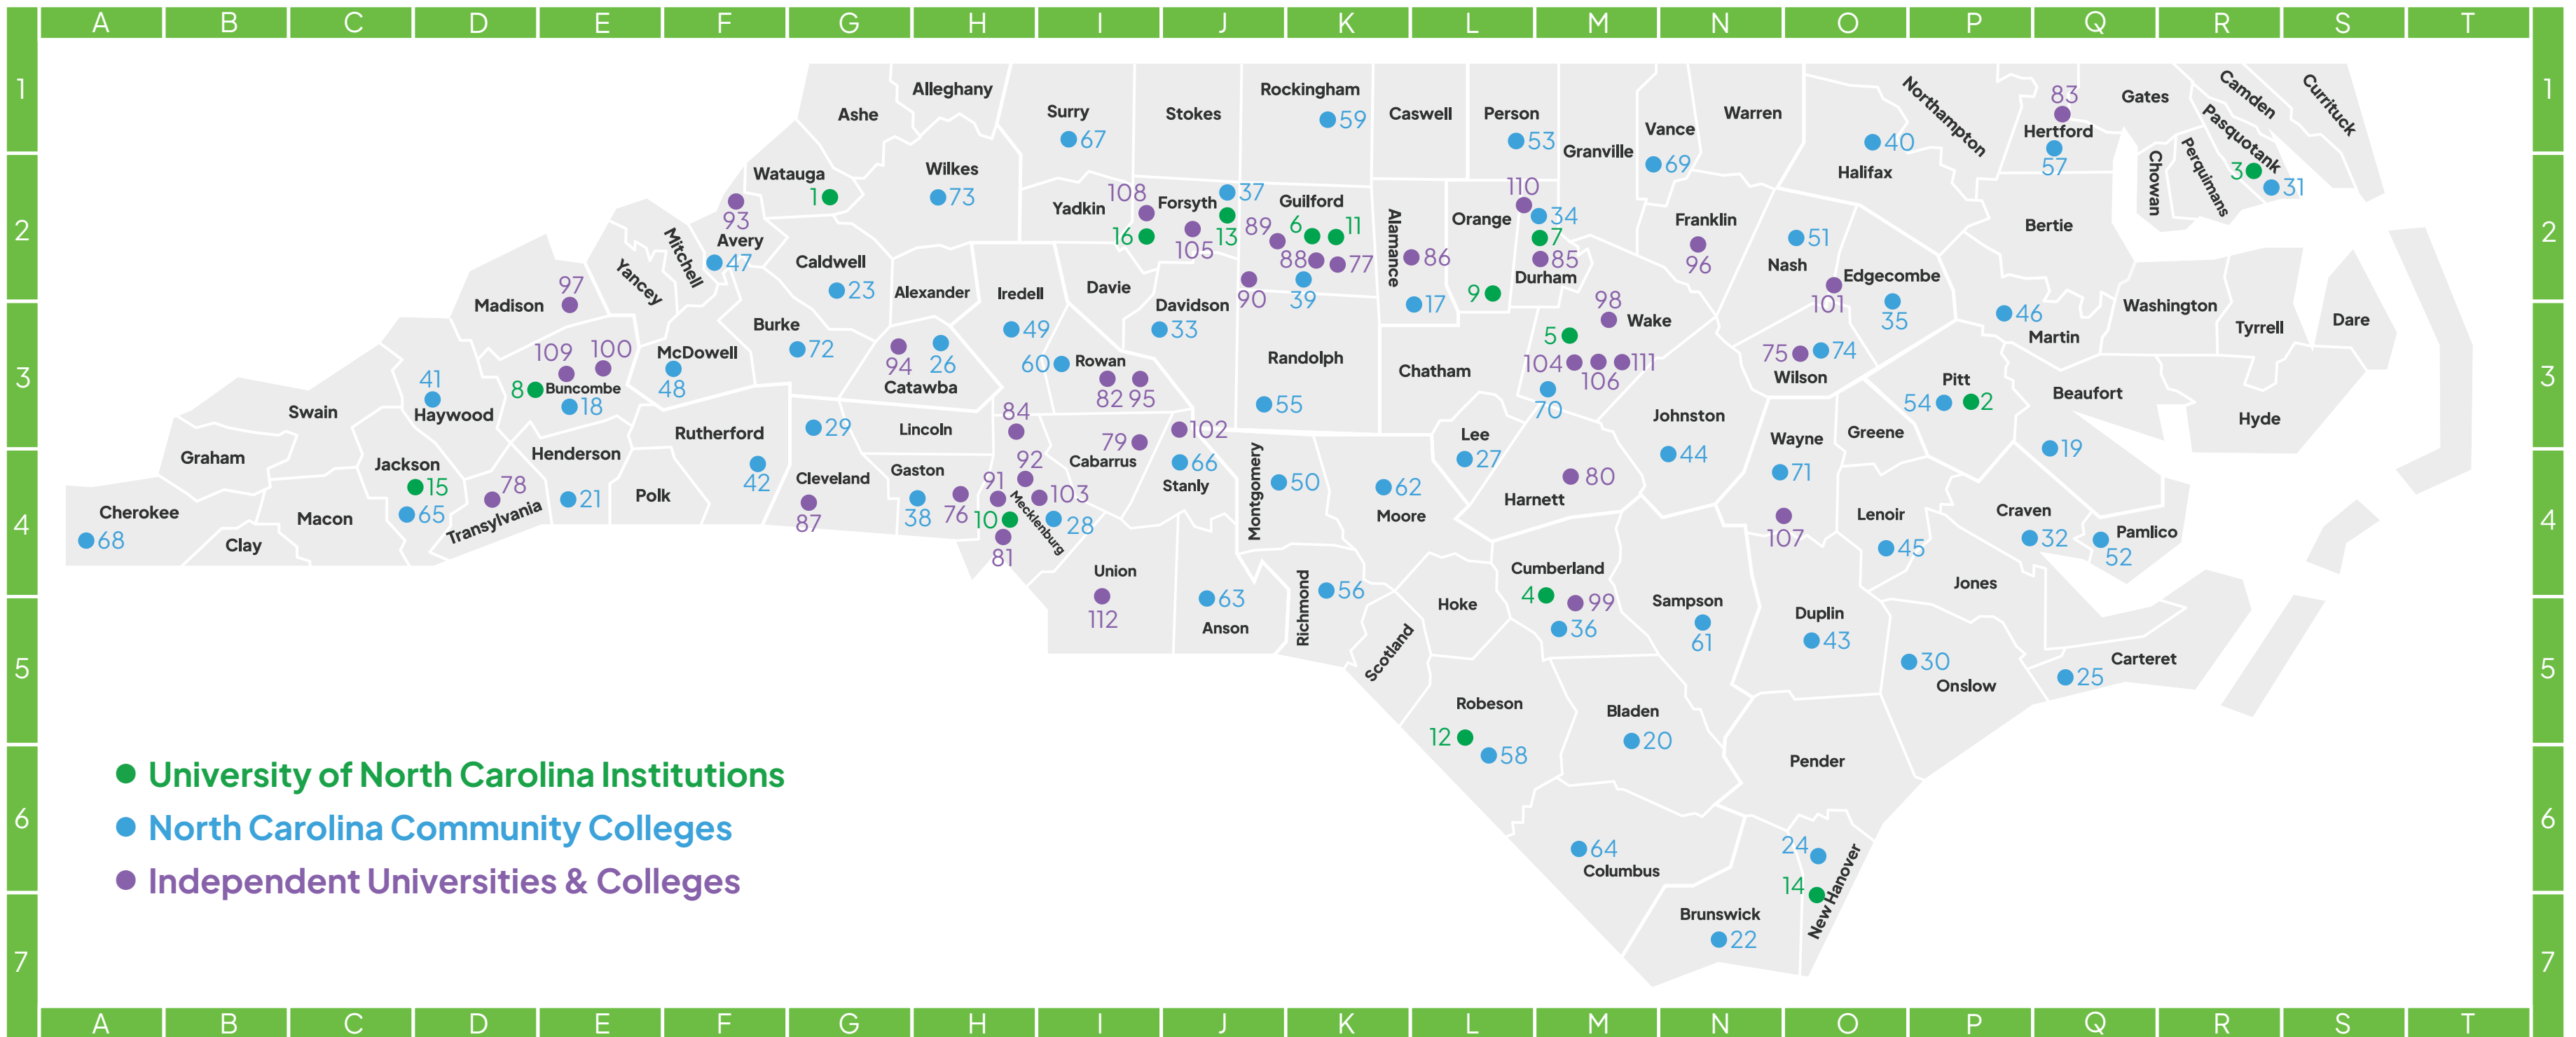 A B C D E F G H I J K L M N O P Q R S T
1 1
Alleghany
Ashe
Surry
67
Stokes
Rockingham
59
Caswell
Person
53
Granville
Vance
69
Warren
40
Halifax
Northampton
83
Hertford
57
Gates
Camden
Pasquotank
Currituck
Perquimans
Chowan
3
31
2 2
Watauga
1
Wilkes
73
93
Avery
47
Mitchell
Yancey
Caldwell
23
Alexander
Iredell
Yadkin
108
16
Forsyth
105
37
13
Davie
Davidson
Guilford
6 11
89
88 77
90
39
Alamance
86
17
Orange
9
110
34
7
85
Durham
Franklin
96
51
Nash
101
Edgecombe
35
Bertie
97
Madison
3 3
Burke
72
McDowell
48
109 100
8
Buncombe
18
41
Haywood
Swain
94
26
Catawba
49
60
Rowan
82 95
33
Randolph
55
Chatham
98
5
Wake
104
106
111
70
Johnston
44
75 74
Wilson
46
Martin
Washington
Tyrrell
Dare
Pitt
54 2
Beaufort
Hyde
Greene
Wayne
71
19
Rutherford
42
29
Lincoln
84
79
Cabarrus
102
66
Stanly
Lee
27
4 4
Graham
Jackson
15
65
Henderson
21
Polk
78
Transylvania
Cherokee
68
Clay
Macon
Cleveland
87
Gaston
38
76
91
92
103
10
28
81
Mecklenburg
Montgomery
50
62
Moore
80
Harnett
107
Lenoir
45
Craven
32
Pamlico
52
Jones
Union
112
63
Anson
Richmond
56
Scotland
Hoke
Cumberland
4
99
36
Sampson
61
Duplin
43
5 5
30
Onslow
Carteret
25
Robeson
12
58
Bladen
20
Pender
University of North Carolina Institutions
North Carolina Community Colleges
Independent Universities & Colleges
6 6
64
Columbus
24
14
New Hanover
Brunswick
22
7 7
A B C D E F G H I J K L M N O P Q R S T